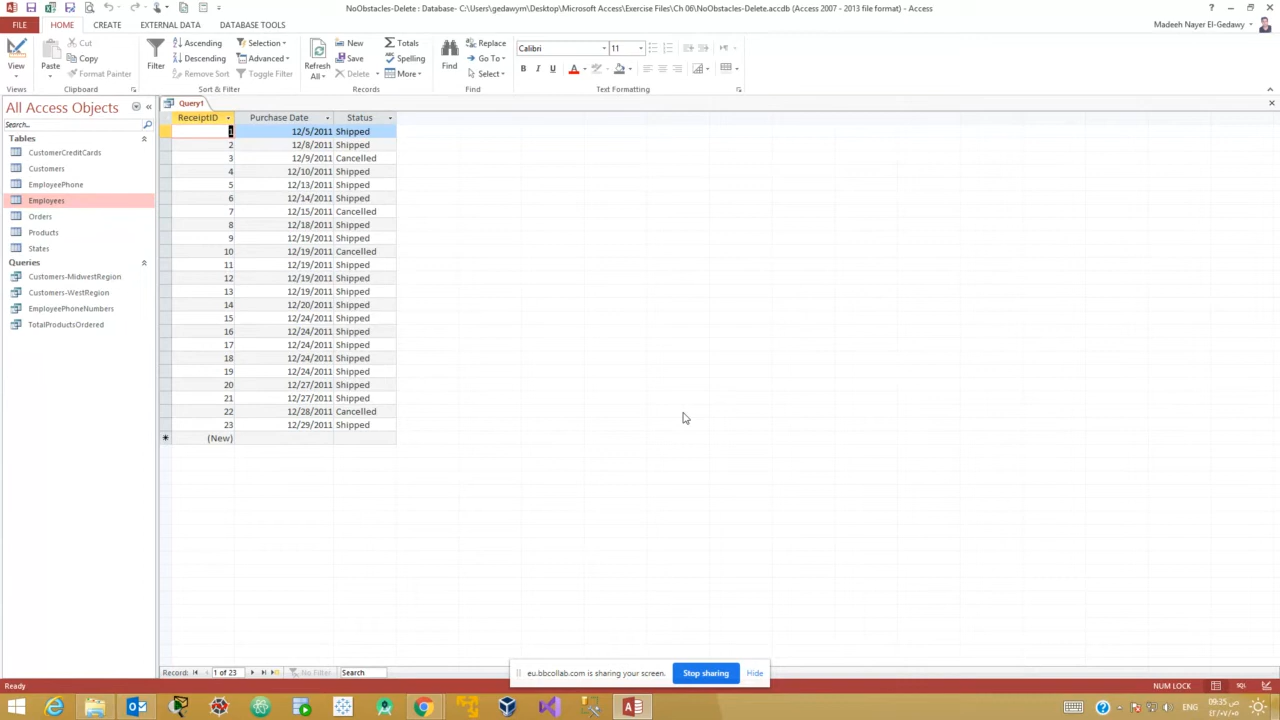 NoObstacles-Delete : Database- C:\Users\gedawym\Desktop\Microsoft Access\Exercise Files\Ch 06\NoObstacles-Delete.accdb (Access 2007 - 2013 file format) - Access
FILE HOME CREATE EXTERNAL DATA DATABASE TOOLS Madeeh Nayer El-Gedawy
View
Views
Paste
Cut
Copy
Format Painter
Clipboard
Filter
Ascending
Descending
Remove Sort
Selection
Advanced
Toggle Filter
Sort & Filter
Refresh
All
New
Save
Delete
Totals
Spelling
More
Records
Find
Replace
Go To
Select
Find
Calibri 11
B I U A
Text Formatting
All Access Objects
Search...
Tables
CustomerCreditCards
Customers
EmployeePhone
Employees
Orders
Products
States
Queries
Customers-MidwestRegion
Customers-WestRegion
EmployeePhoneNumbers
TotalProductsOrdered
Query1
ReceiptID Purchase Date Status
1 12/5/2011 Shipped
2 12/8/2011 Shipped
3 12/9/2011 Cancelled
4 12/10/2011 Shipped
5 12/13/2011 Shipped
6 12/14/2011 Shipped
7 12/15/2011 Cancelled
8 12/18/2011 Shipped
9 12/19/2011 Shipped
10 12/19/2011 Cancelled
11 12/19/2011 Shipped
12 12/19/2011 Shipped
13 12/19/2011 Shipped
14 12/20/2011 Shipped
15 12/24/2011 Shipped
16 12/24/2011 Shipped
17 12/24/2011 Shipped
18 12/24/2011 Shipped
19 12/24/2011 Shipped
20 12/27/2011 Shipped
21 12/27/2011 Shipped
22 12/28/2011 Cancelled
23 12/29/2011 Shipped
(New)
Record: 1 of 23 No Filter Search
eu.bbcollab.com is sharing your screen. Stop sharing Hide
Ready NUM LOCK SQL
ENG
09:35 ص